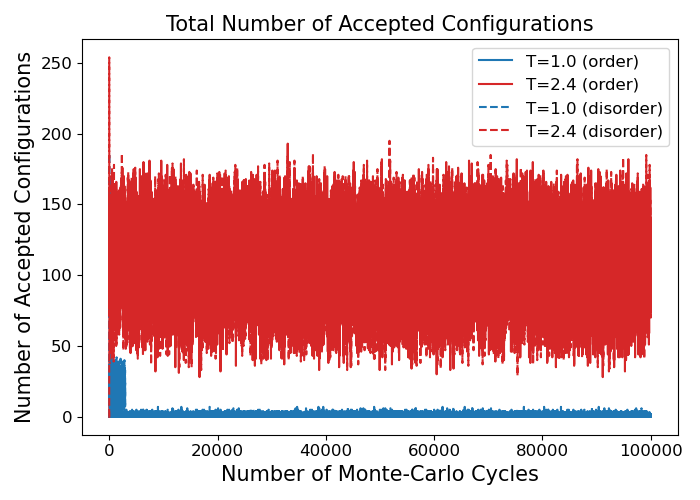 Total Number of Accepted Configurations
T=1.0 (order)
T=2.4 (order)
T=1.0 (disorder)
T=2.4 (disorder)
Number of Accepted Configurations
250
200
150
100
50
0
0 20000 40000 60000 80000 100000
Number of Monte-Carlo Cycles